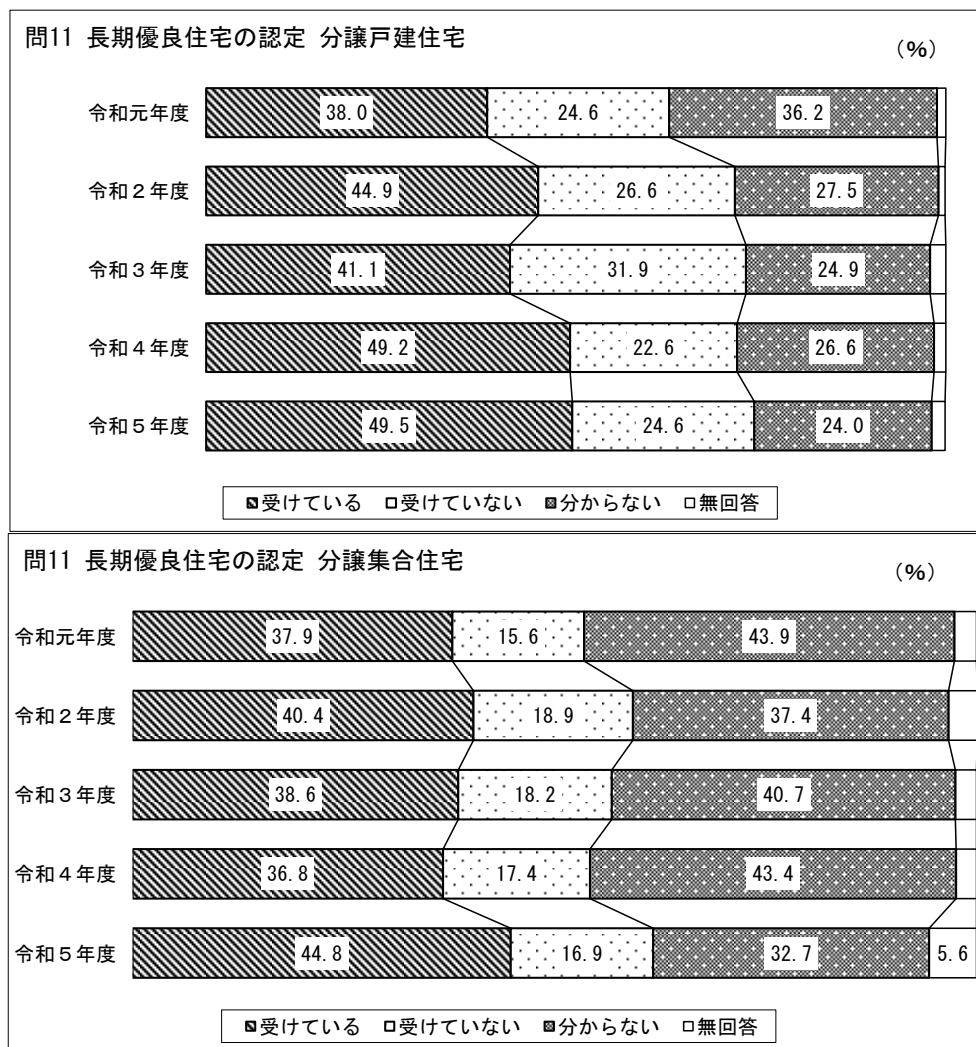 問11 長期優良住宅の認定 分譲戸建住宅
（%）
令和元年度 38.0 24.6 36.2
令和２年度 44.9 26.6 27.5
令和３年度 41.1 31.9 24.9
令和４年度 49.2 22.6 26.6
令和５年度 49.5 24.6 24.0
受けている 受けていない 分からない 無回答
問11 長期優良住宅の認定 分譲集合住宅
（%）
令和元年度 37.9 15.6 43.9
令和２年度 40.4 18.9 37.4
令和３年度 38.6 18.2 40.7
令和４年度 36.8 17.4 43.4
令和５年度 44.8 16.9 32.7 5.6
受けている 受けていない 分からない 無回答